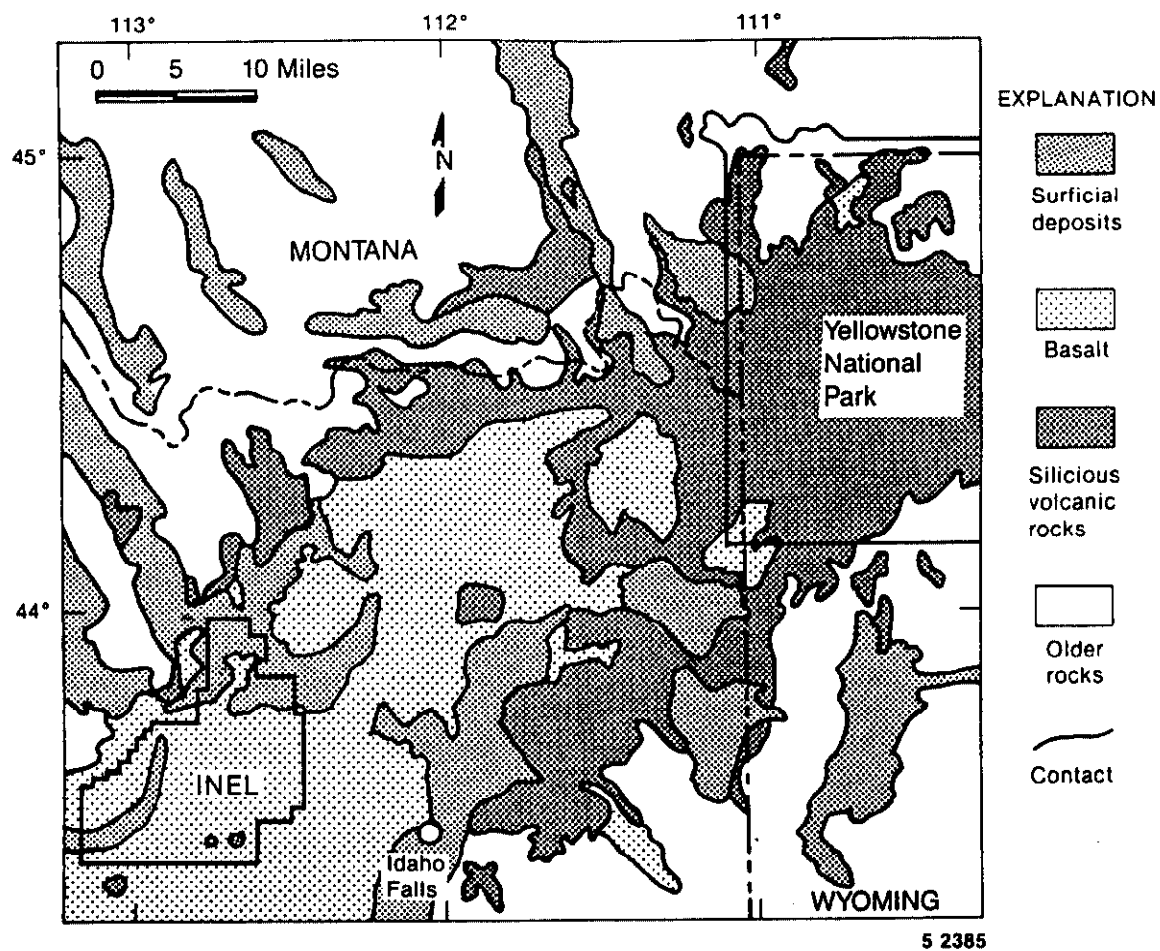 113° 112° 111°
0 5 10 Miles
EXPLANATION
45°
N
Surficial
deposits
MONTANA
Basalt
Yellowstone
National
Park
Silicious
volcanic
rocks
44°
Older
rocks
INEL
Contact
Idaho
Falls
WYOMING
5 2385